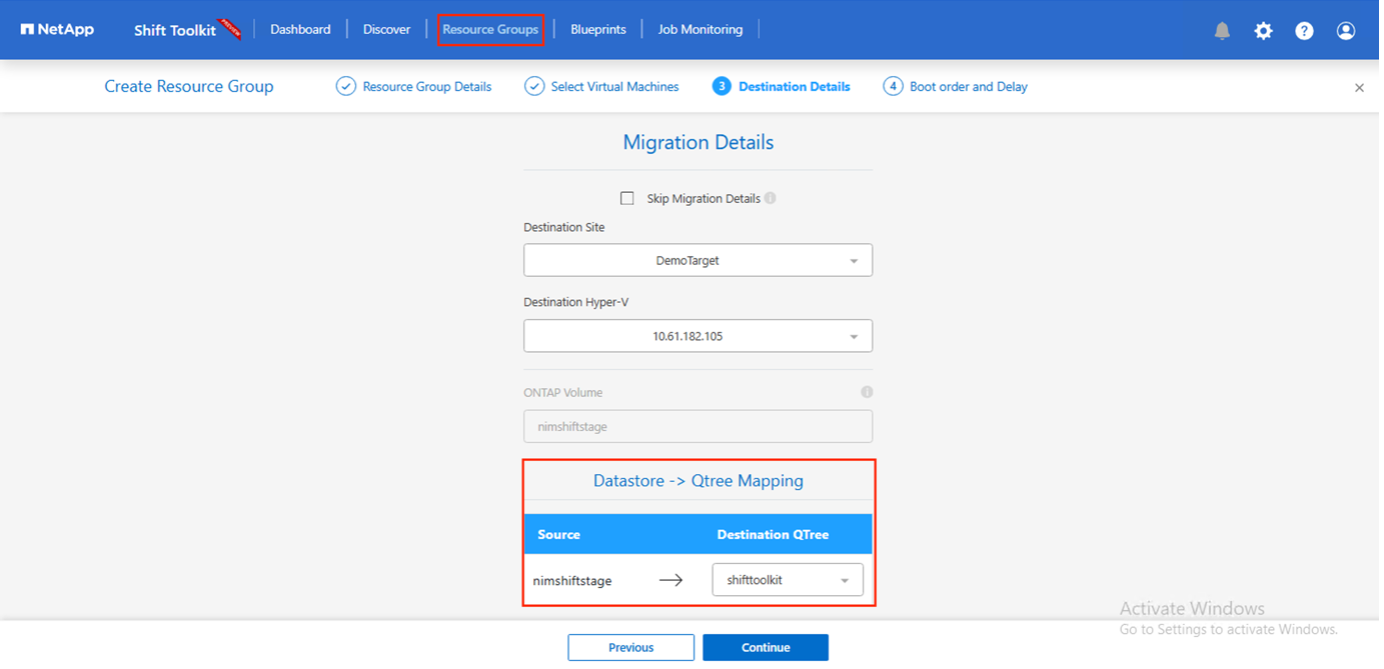 NetApp Shift Toolkit PREVIEW Dashboard Discover Resource Groups Blueprints Job Monitoring ?
Create Resource Group Resource Group Details Select Virtual Machines 3 Destination Details 4 Boot order and Delay ×
Migration Details
Skip Migration Details i
Destination Site
DemoTarget
Destination Hyper-V
10.61.182.105
ONTAP Volume i
nimshiftstage
Datastore -> Qtree Mapping
Source Destination QTree
nimshiftstage → shifttoolkit
Activate Windows
Go to Settings to activate Windows.
Previous Continue